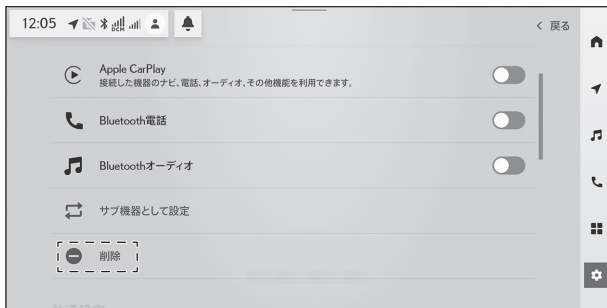 12:05
DCM
戻る
Apple CarPlay
接続した機器のナビ、電話、オーディオ、その他機能を利用できます。
Bluetooth電話
Bluetoothオーディオ
サブ機器として設定
削除